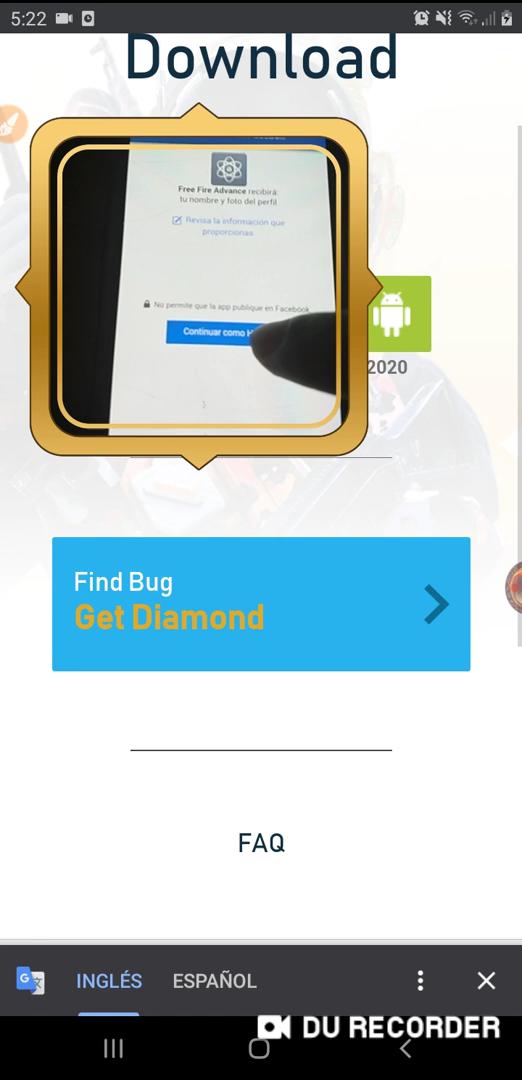 5:22
Download
Free Fire Advance recibirá:
tu nombre y foto del perfil
Revisa la información que
proporcionas
No permite que la app publique en Facebook
Continuar como
2020
Find Bug
Get Diamond
FAQ
INGLÉS ESPAÑOL
DU RECORDER